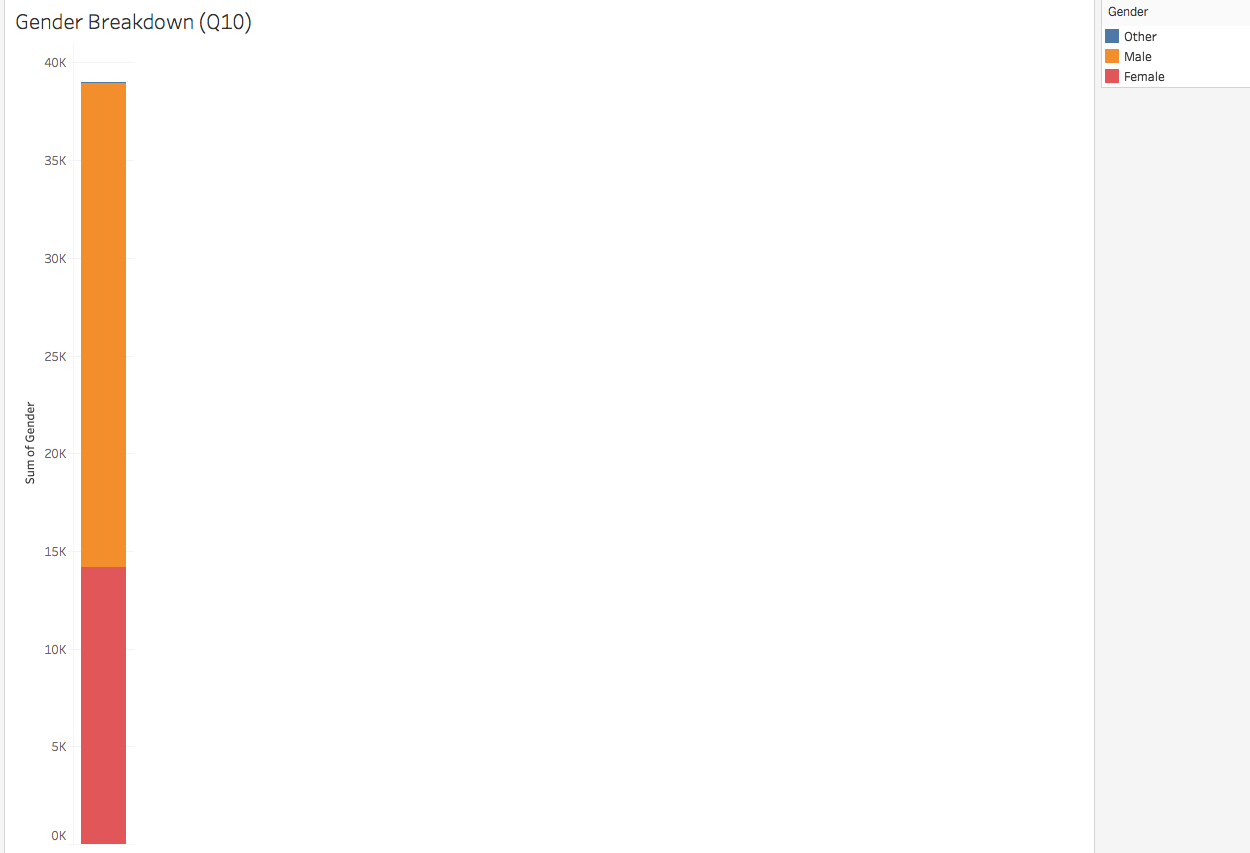 Gender Breakdown (Q10)
40K
35K
30K
25K
20K
15K
10K
5K
0K
Sum of Gender
Gender
Other
Male
Female